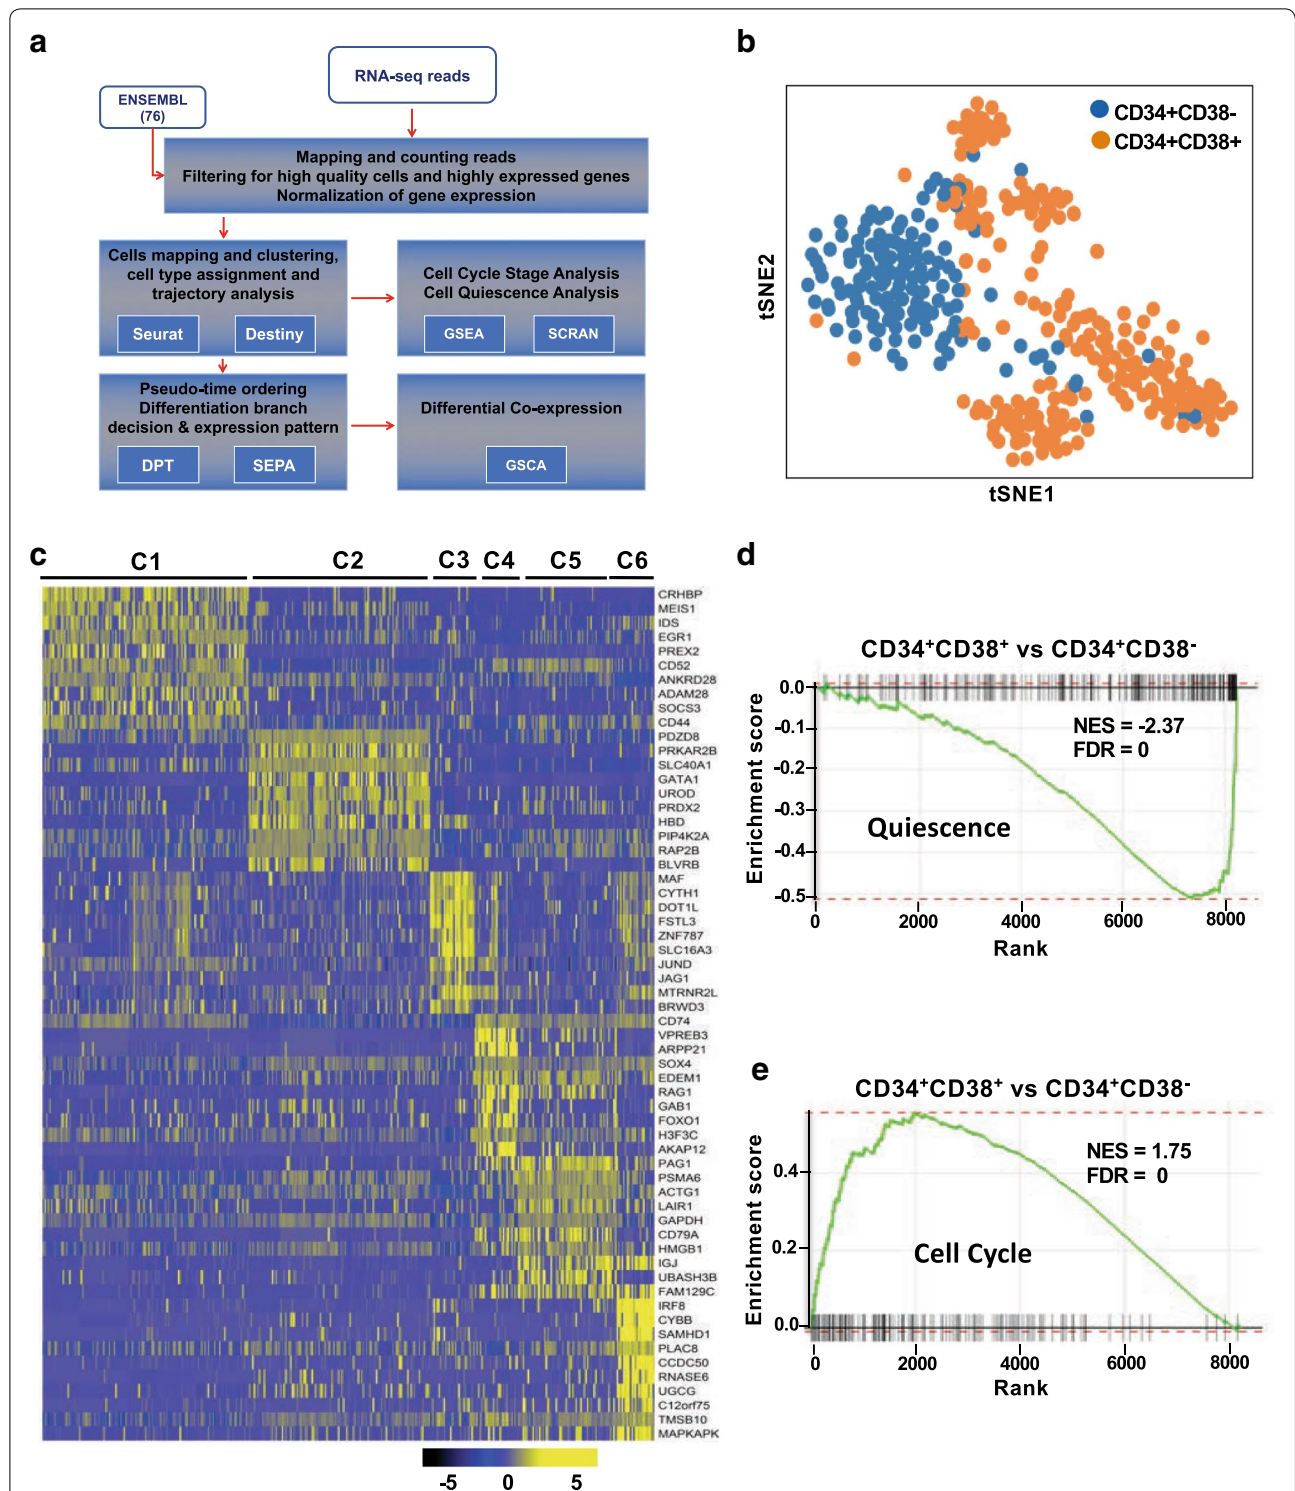 a
RNA-seq reads
ENSEMBL
(76)
Mapping and counting reads
Filtering for high quality cells and highly expressed genes
Normalization of gene expression
Cells mapping and clustering,
cell type assignment and
trajectory analysis
Seurat
Destiny
Cell Cycle Stage Analysis
Cell Quiescence Analysis
GSEA
SCRAN
Pseudo-time ordering
Differentiation branch
decision & expression pattern
DPT
SEPA
Differential Co-expression
GSCA
b
CD34+CD38-
CD34+CD38+
tSNE2
tSNE1
c
C1 C2 C3 C4 C5 C6
CRHBP
MEIS1
IDS
EGR1
PREX2
CD52
ANKRD28
ADAM28
SOCS3
CD44
PDZD8
PRKAR2B
SLC40A1
GATA1
UROD
PRDX2
HBD
PIP4K2A
RAP2B
BLVRB
MAF
CYTH1
DOT1L
FSTL3
ZNF787
SLC16A3
JUND
JAG1
MTRNR2L
BRWD3
CD74
VPREB3
ARPP21
SOX4
EDEM1
RAG1
GAB1
FOXO1
H3F3C
AKAP12
PAG1
PSMA6
ACTG1
LAIR1
GAPDH
CD79A
HMGB1
IGJ
UBASH3B
FAM129C
IRF8
CYBB
SAMHD1
PLAC8
CCDC50
RNASE6
UGCG
C12orf75
TMSB10
MAPKAPK
-5 0 5
d
CD34⁺CD38⁺ vs CD34⁺CD38⁻
Enrichment score
0.0
-0.1
-0.2
-0.3
-0.4
-0.5
NES = -2.37
FDR = 0
Quiescence
0 2000 4000 6000 8000
Rank
e
CD34⁺CD38⁺ vs CD34⁺CD38⁻
Enrichment score
0.4
0.2
0.0
NES = 1.75
FDR = 0
Cell Cycle
0 2000 4000 6000 8000
Rank